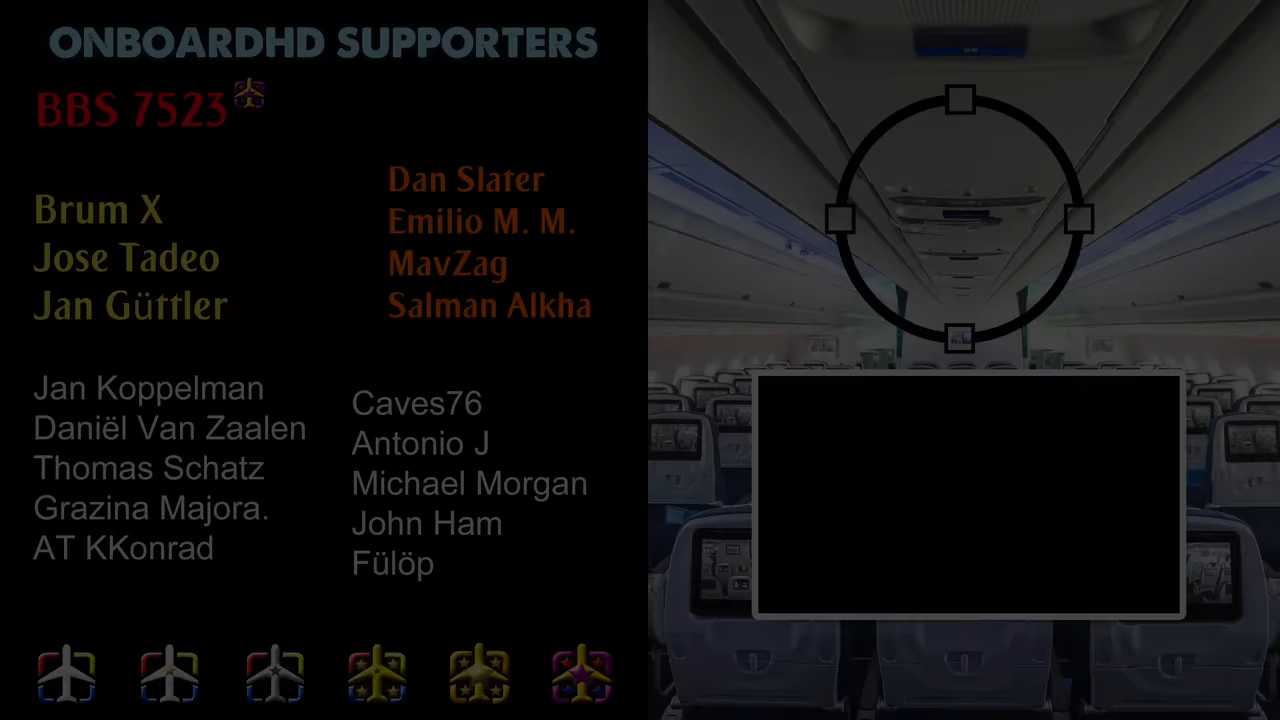 ONBOARDHD SUPPORTERS
BBS 7523
Brum X
Jose Tadeo
Jan Güttler
Dan Slater
Emilio M. M.
MavZag
Salman Alkha
Jan Koppelman
Daniël Van Zaalen
Thomas Schatz
Grazina Majora.
AT KKonrad
Caves76
Antonio J
Michael Morgan
John Ham
Fülöp